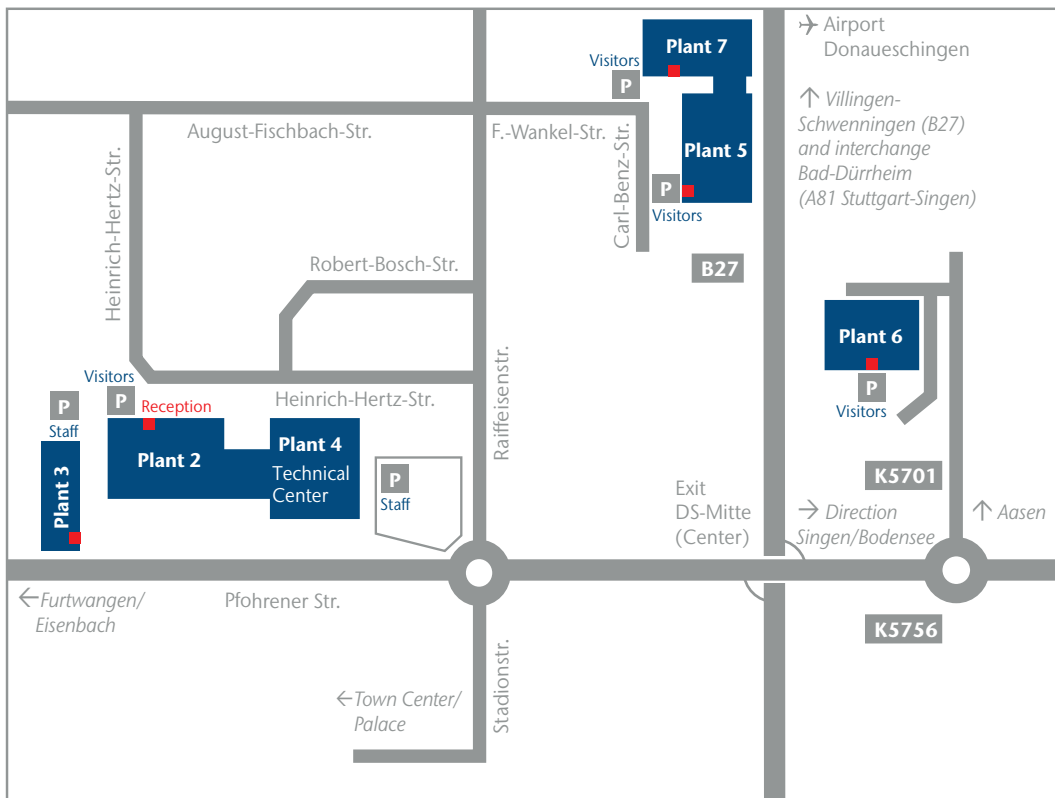 Plant 7
Airport
Donaueschingen
Visitors
P
Villingen-
Schwenningen (B27)
and interchange
Bad-Dürrheim
(A81 Stuttgart-Singen)
August-Fischbach-Str.
F.-Wankel-Str.
Plant 5
P
Visitors
Carl-Benz-Str.
Heinrich-Hertz-Str.
Robert-Bosch-Str.
B27
Plant 6
P
Visitors
Visitors
P
Reception
P
Staff
Heinrich-Hertz-Str.
Raiffeisenstr.
Plant 2
Plant 4
Technical
Center
Plant 3
P
Staff
K5701
Exit
DS-Mitte
(Center)
Direction
Singen/Bodensee
Aasen
Furtwangen/
Eisenbach
Pfohrener Str.
K5756
Town Center/
Palace
Stadionstr.